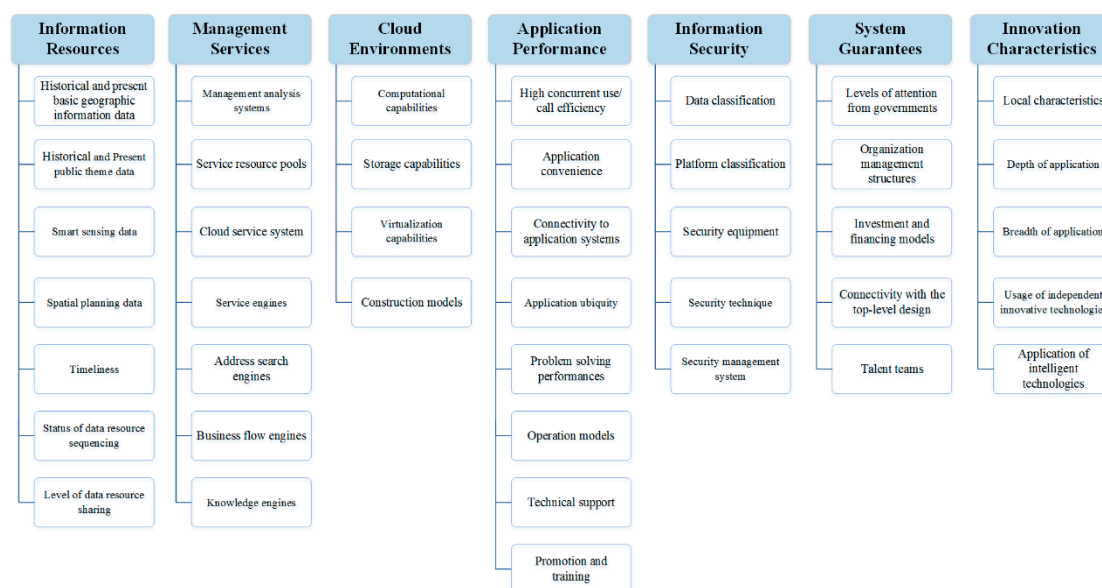 Information
Resources
Historical and present
basic geographic
information data
Historical and Present
public theme data
Smart sensing data
Spatial planning data
Timeliness
Status of data resource
sequencing
Level of data resource
sharing
Management
Services
Management analysis
systems
Service resource pools
Cloud service system
Service engines
Address search
engines
Business flow engines
Knowledge engines
Cloud
Environments
Computational
capabilities
Storage capabilities
Virtualization
capabilities
Construction models
Application
Performance
High concurrent use/
call efficiency
Application
convenience
Connectivity to
application systems
Application ubiquity
Problem solving
performances
Operation models
Technical support
Promotion and
training
Information
Security
Data classification
Platform classification
Security equipment
Security technique
Security management
system
System
Guarantees
Levels of attention
from governments
Organization
management
structures
Investment and
financing models
Connectivity with the
top-level design
Talent teams
Innovation
Characteristics
Local characteristics
Depth of application
Breadth of application
Usage of independent
innovative technologie
Application of
intelligent
technologies